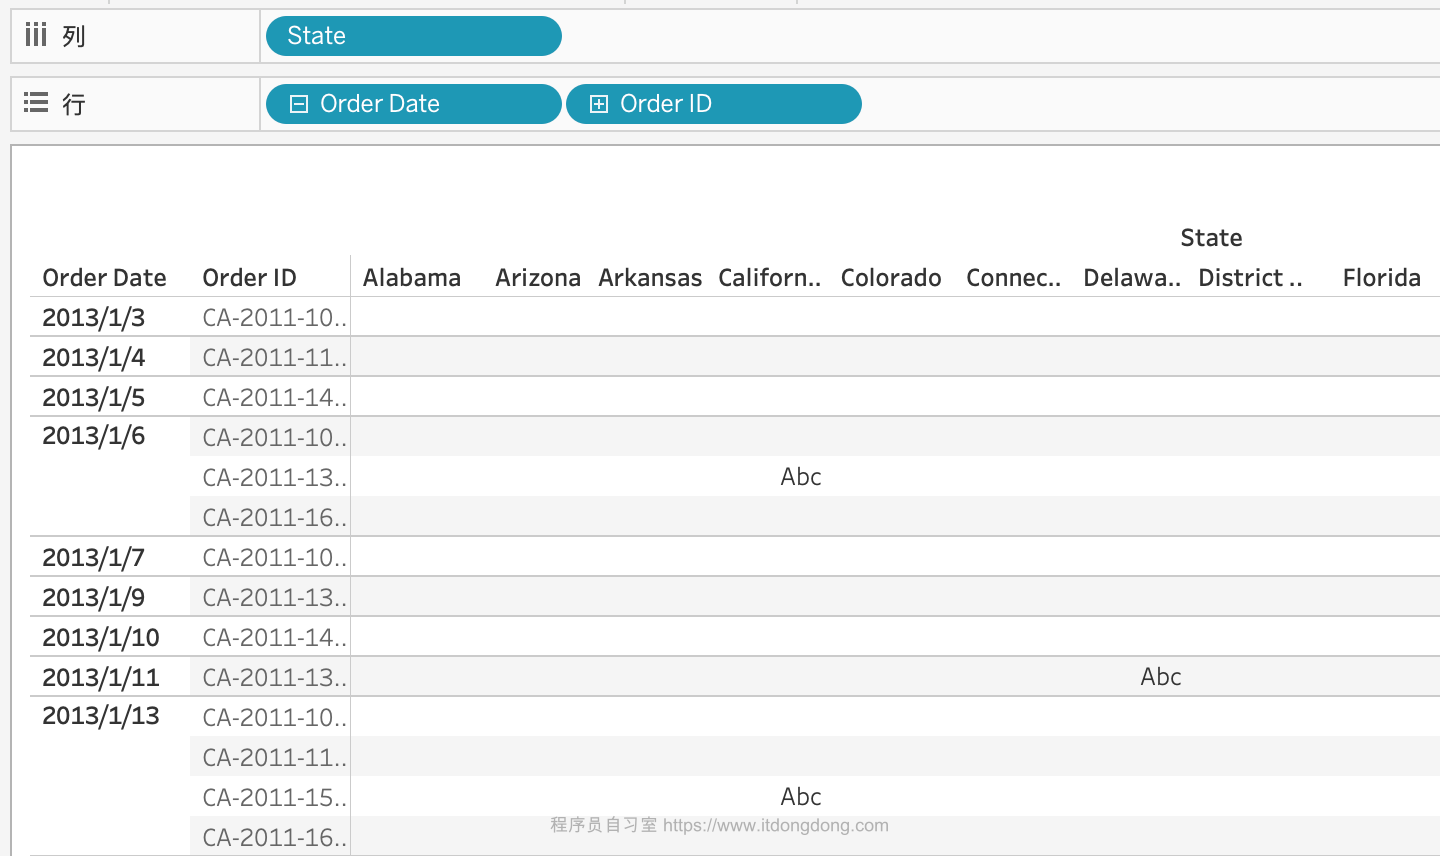 列 State
行 Order Date Order ID
State
Order Date Order ID Alabama Arizona Arkansas Californ.. Colorado Connec.. Delawa.. District .. Florida
2013/1/3 CA-2011-10..
2013/1/4 CA-2011-11..
2013/1/5 CA-2011-14..
2013/1/6 CA-2011-10..
CA-2011-13.. Abc
CA-2011-16..
2013/1/7 CA-2011-10..
2013/1/9 CA-2011-13..
2013/1/10 CA-2011-14..
2013/1/11 CA-2011-13.. Abc
2013/1/13 CA-2011-10..
CA-2011-11..
CA-2011-15.. Abc
程序员自习室 https://www.itdongdong.com
CA-2011-16..